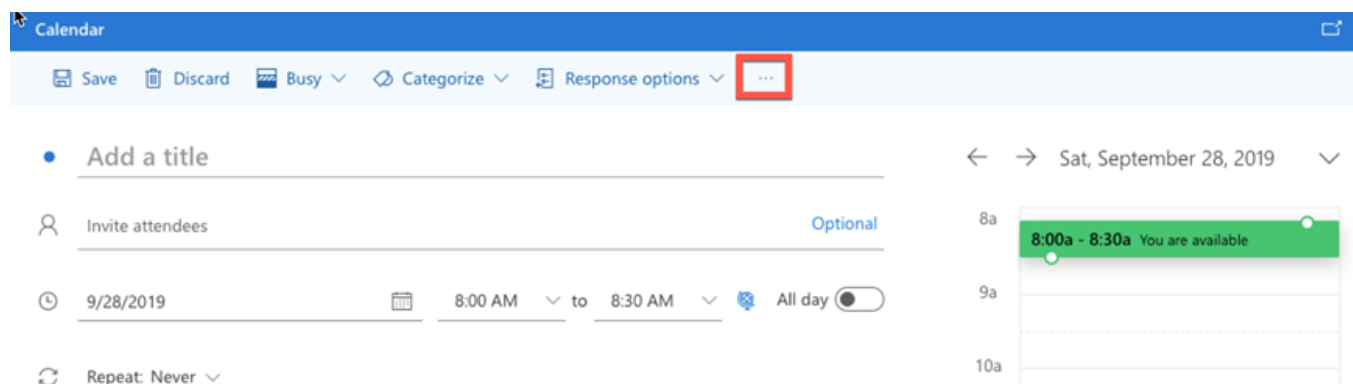 Calendar
Save Discard Busy Categorize Response options ...
Add a title
Sat, September 28, 2019
Invite attendees Optional
8a
8:00a - 8:30a You are available
9/28/2019 8:00 AM to 8:30 AM All day
9a
Repeat: Never
10a